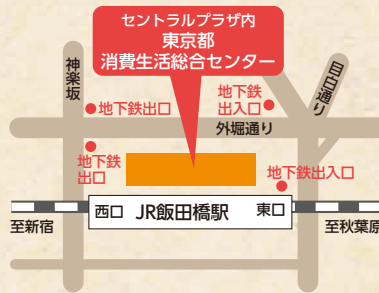 セントラルプラザ内
東京都
消費生活総合センター
神楽坂
目白通り
地下鉄出口
地下鉄
出入口
外堀通り
地下鉄
出口
地下鉄出入口
西口
JR飯田橋駅
東口
至新宿
至秋葉原